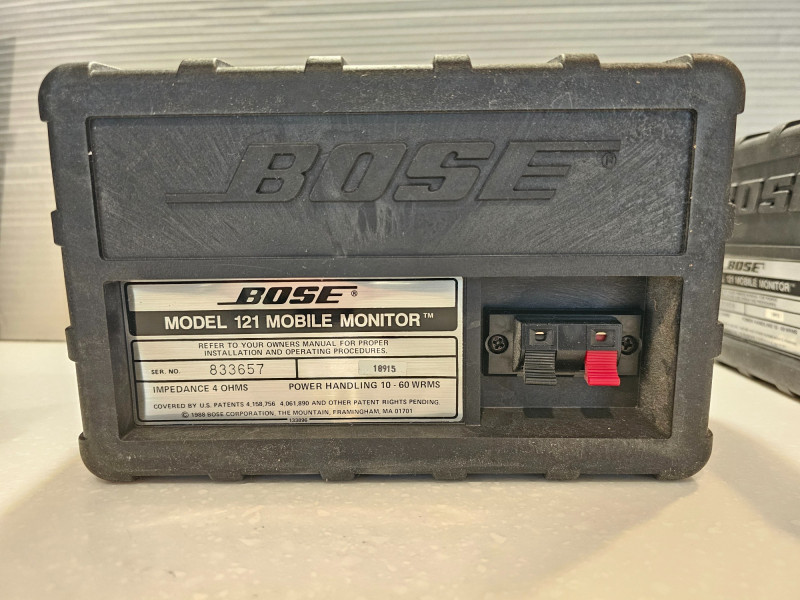 BOSE®
BOSE®
MODEL 121 MOBILE MONITOR™
REFER TO YOUR OWNERS MANUAL FOR PROPER
INSTALLATION AND OPERATING PROCEDURES.
SER. NO. 833657 18915
IMPEDANCE 4 OHMS POWER HANDLING 10 - 60 WRMS
COVERED BY U.S. PATENTS 4,158,756 4,061,890 AND OTHER PATENT RIGHTS PENDING.
© 1988 BOSE CORPORATION, THE MOUNTAIN, FRAMINGHAM, MA 01701
133896
BOSE
121 MOBILE MONITOR™